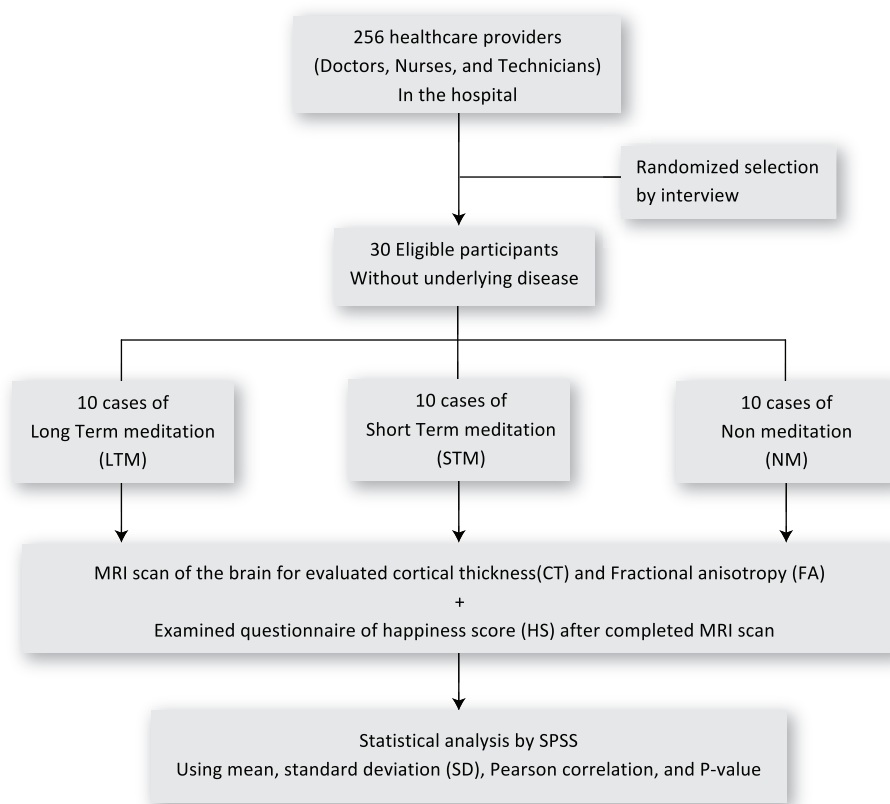 256 healthcare providers
(Doctors, Nurses, and Technicians)
In the hospital
Randomized selection
by interview
30 Eligible participants
Without underlying disease
10 cases of
Long Term meditation
(LTM)
10 cases of
Short Term meditation
(STM)
10 cases of
Non meditation
(NM)
MRI scan of the brain for evaluated cortical thickness(CT) and Fractional anisotropy (FA)
+
Examined questionnaire of happiness score (HS) after completed MRI scan
Statistical analysis by SPSS
Using mean, standard deviation (SD), Pearson correlation, and P-value